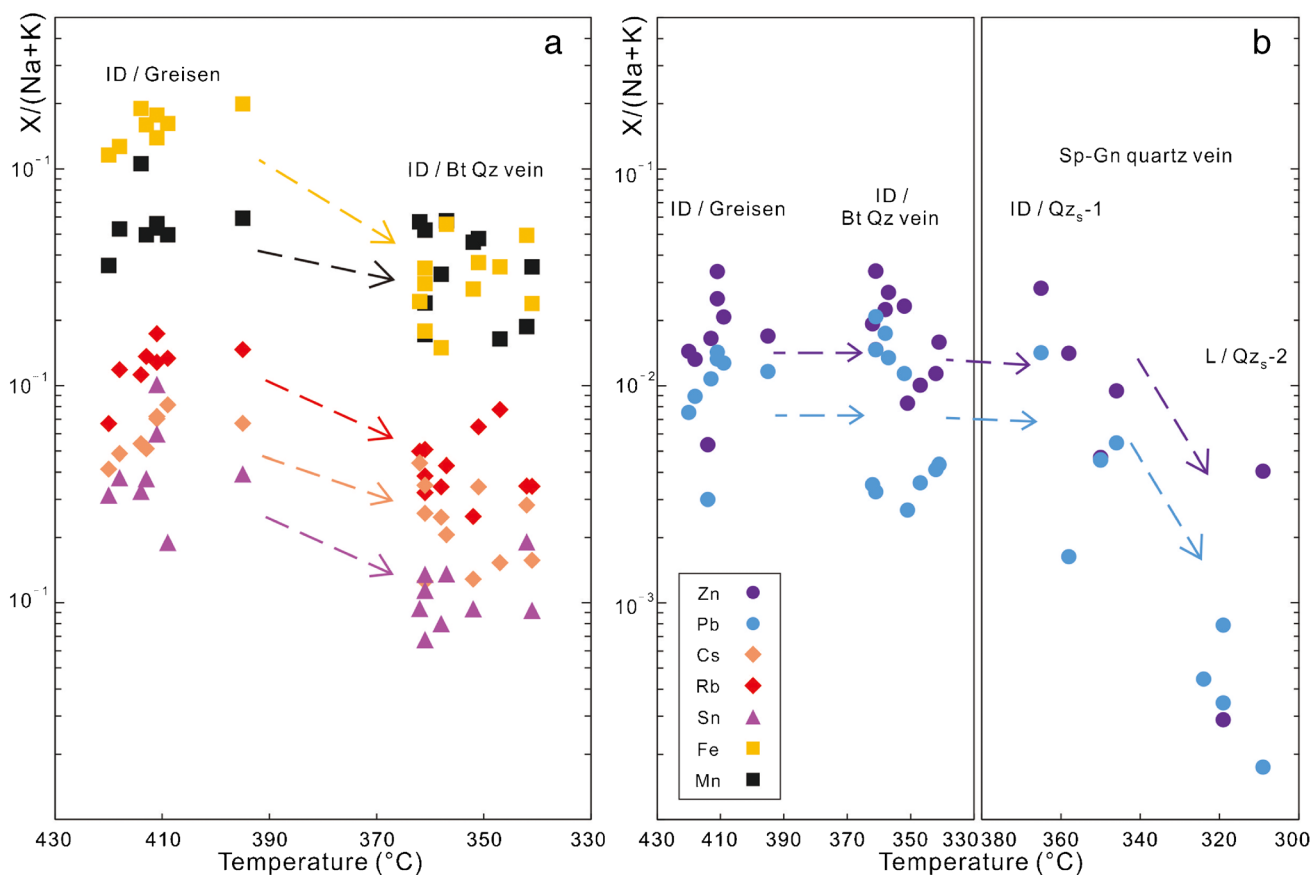 a
X/(Na+K)
ID / Greisen
ID / Bt Qz vein
10⁻¹
10⁻¹
10⁻¹
430
410
390
370
350
330
Temperature (°C)
b
X/(Na+K)
Sp-Gn quartz vein
ID / Greisen
ID /
Bt Qz vein
ID / Qzₛ-1
L / Qzₛ-2
10⁻¹
10⁻²
10⁻³
Zn
Pb
Cs
Rb
Sn
Fe
Mn
430
410
390
370
350
330
380
360
340
320
300
Temperature (°C)